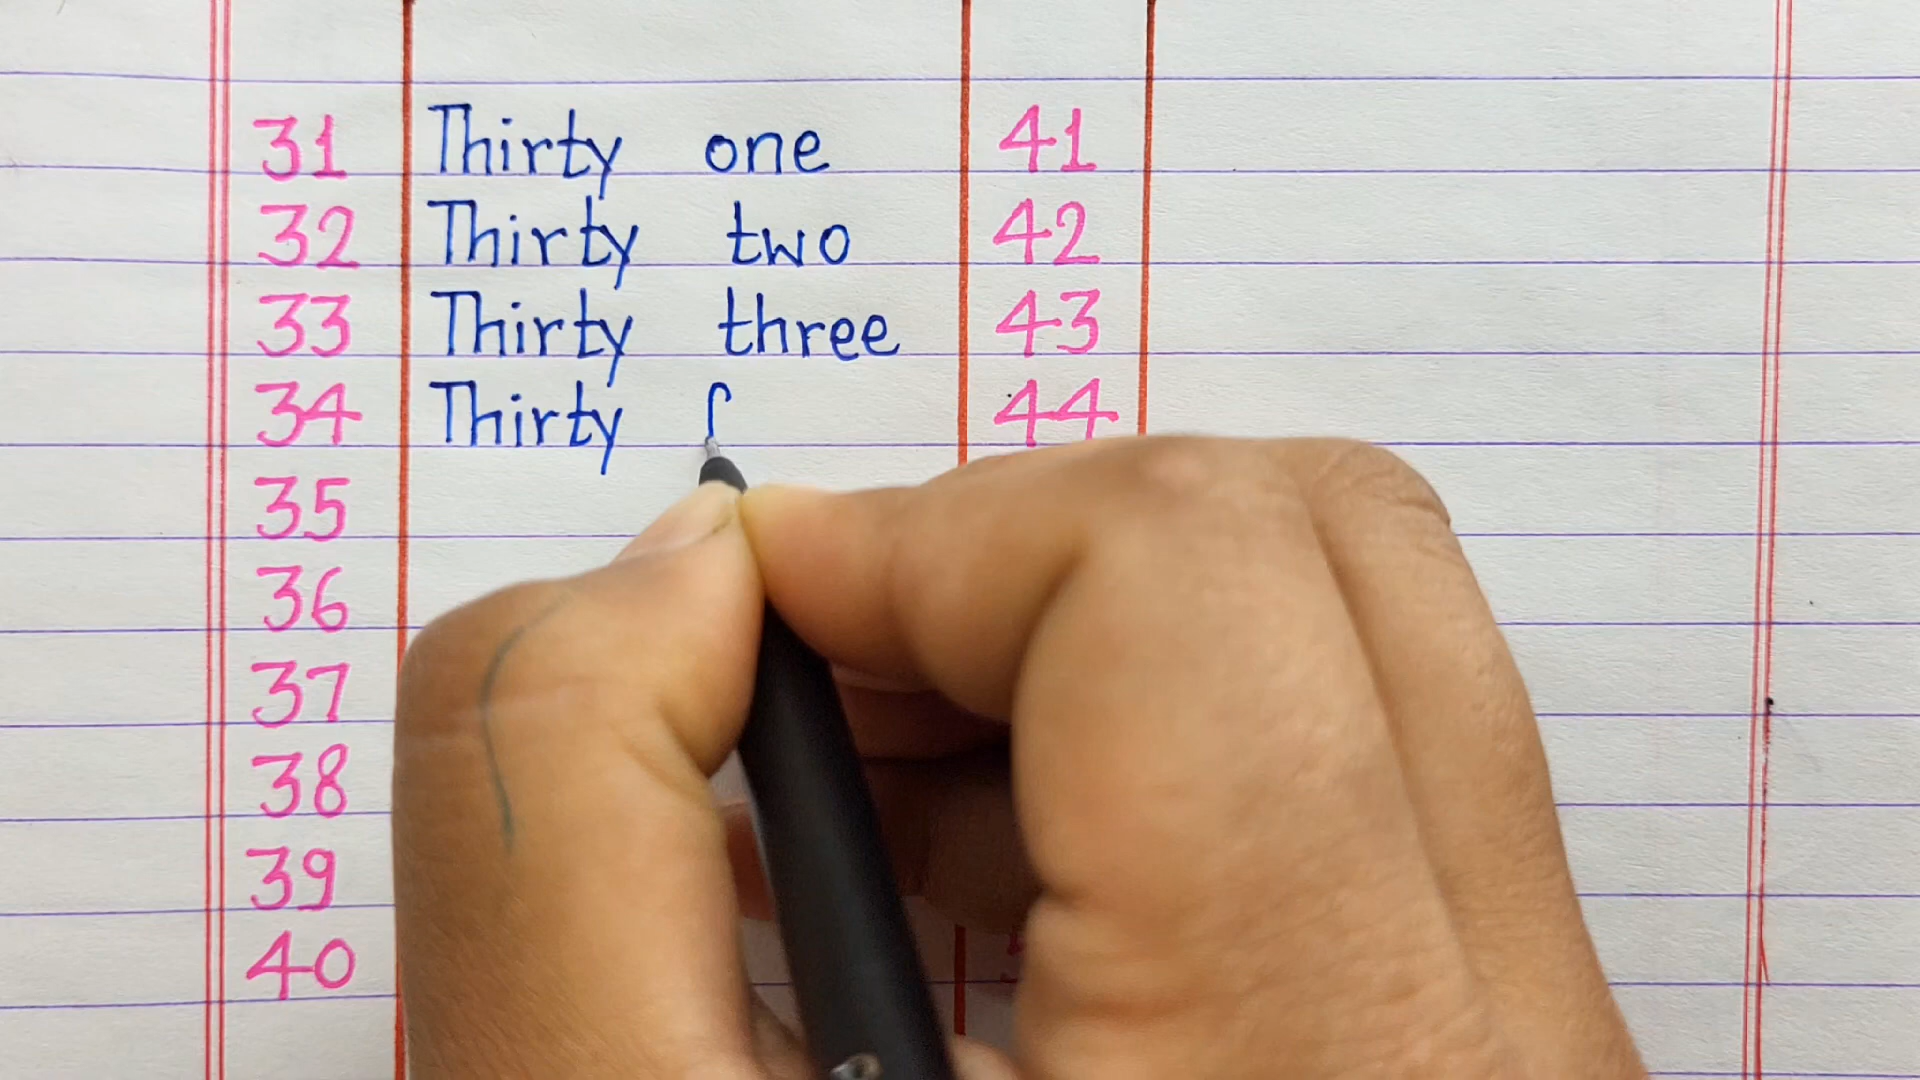 31 Thirty one 41
32 Thirty two 42
33 Thirty three 43
34 Thirty 44
35
36
37
38
39
40